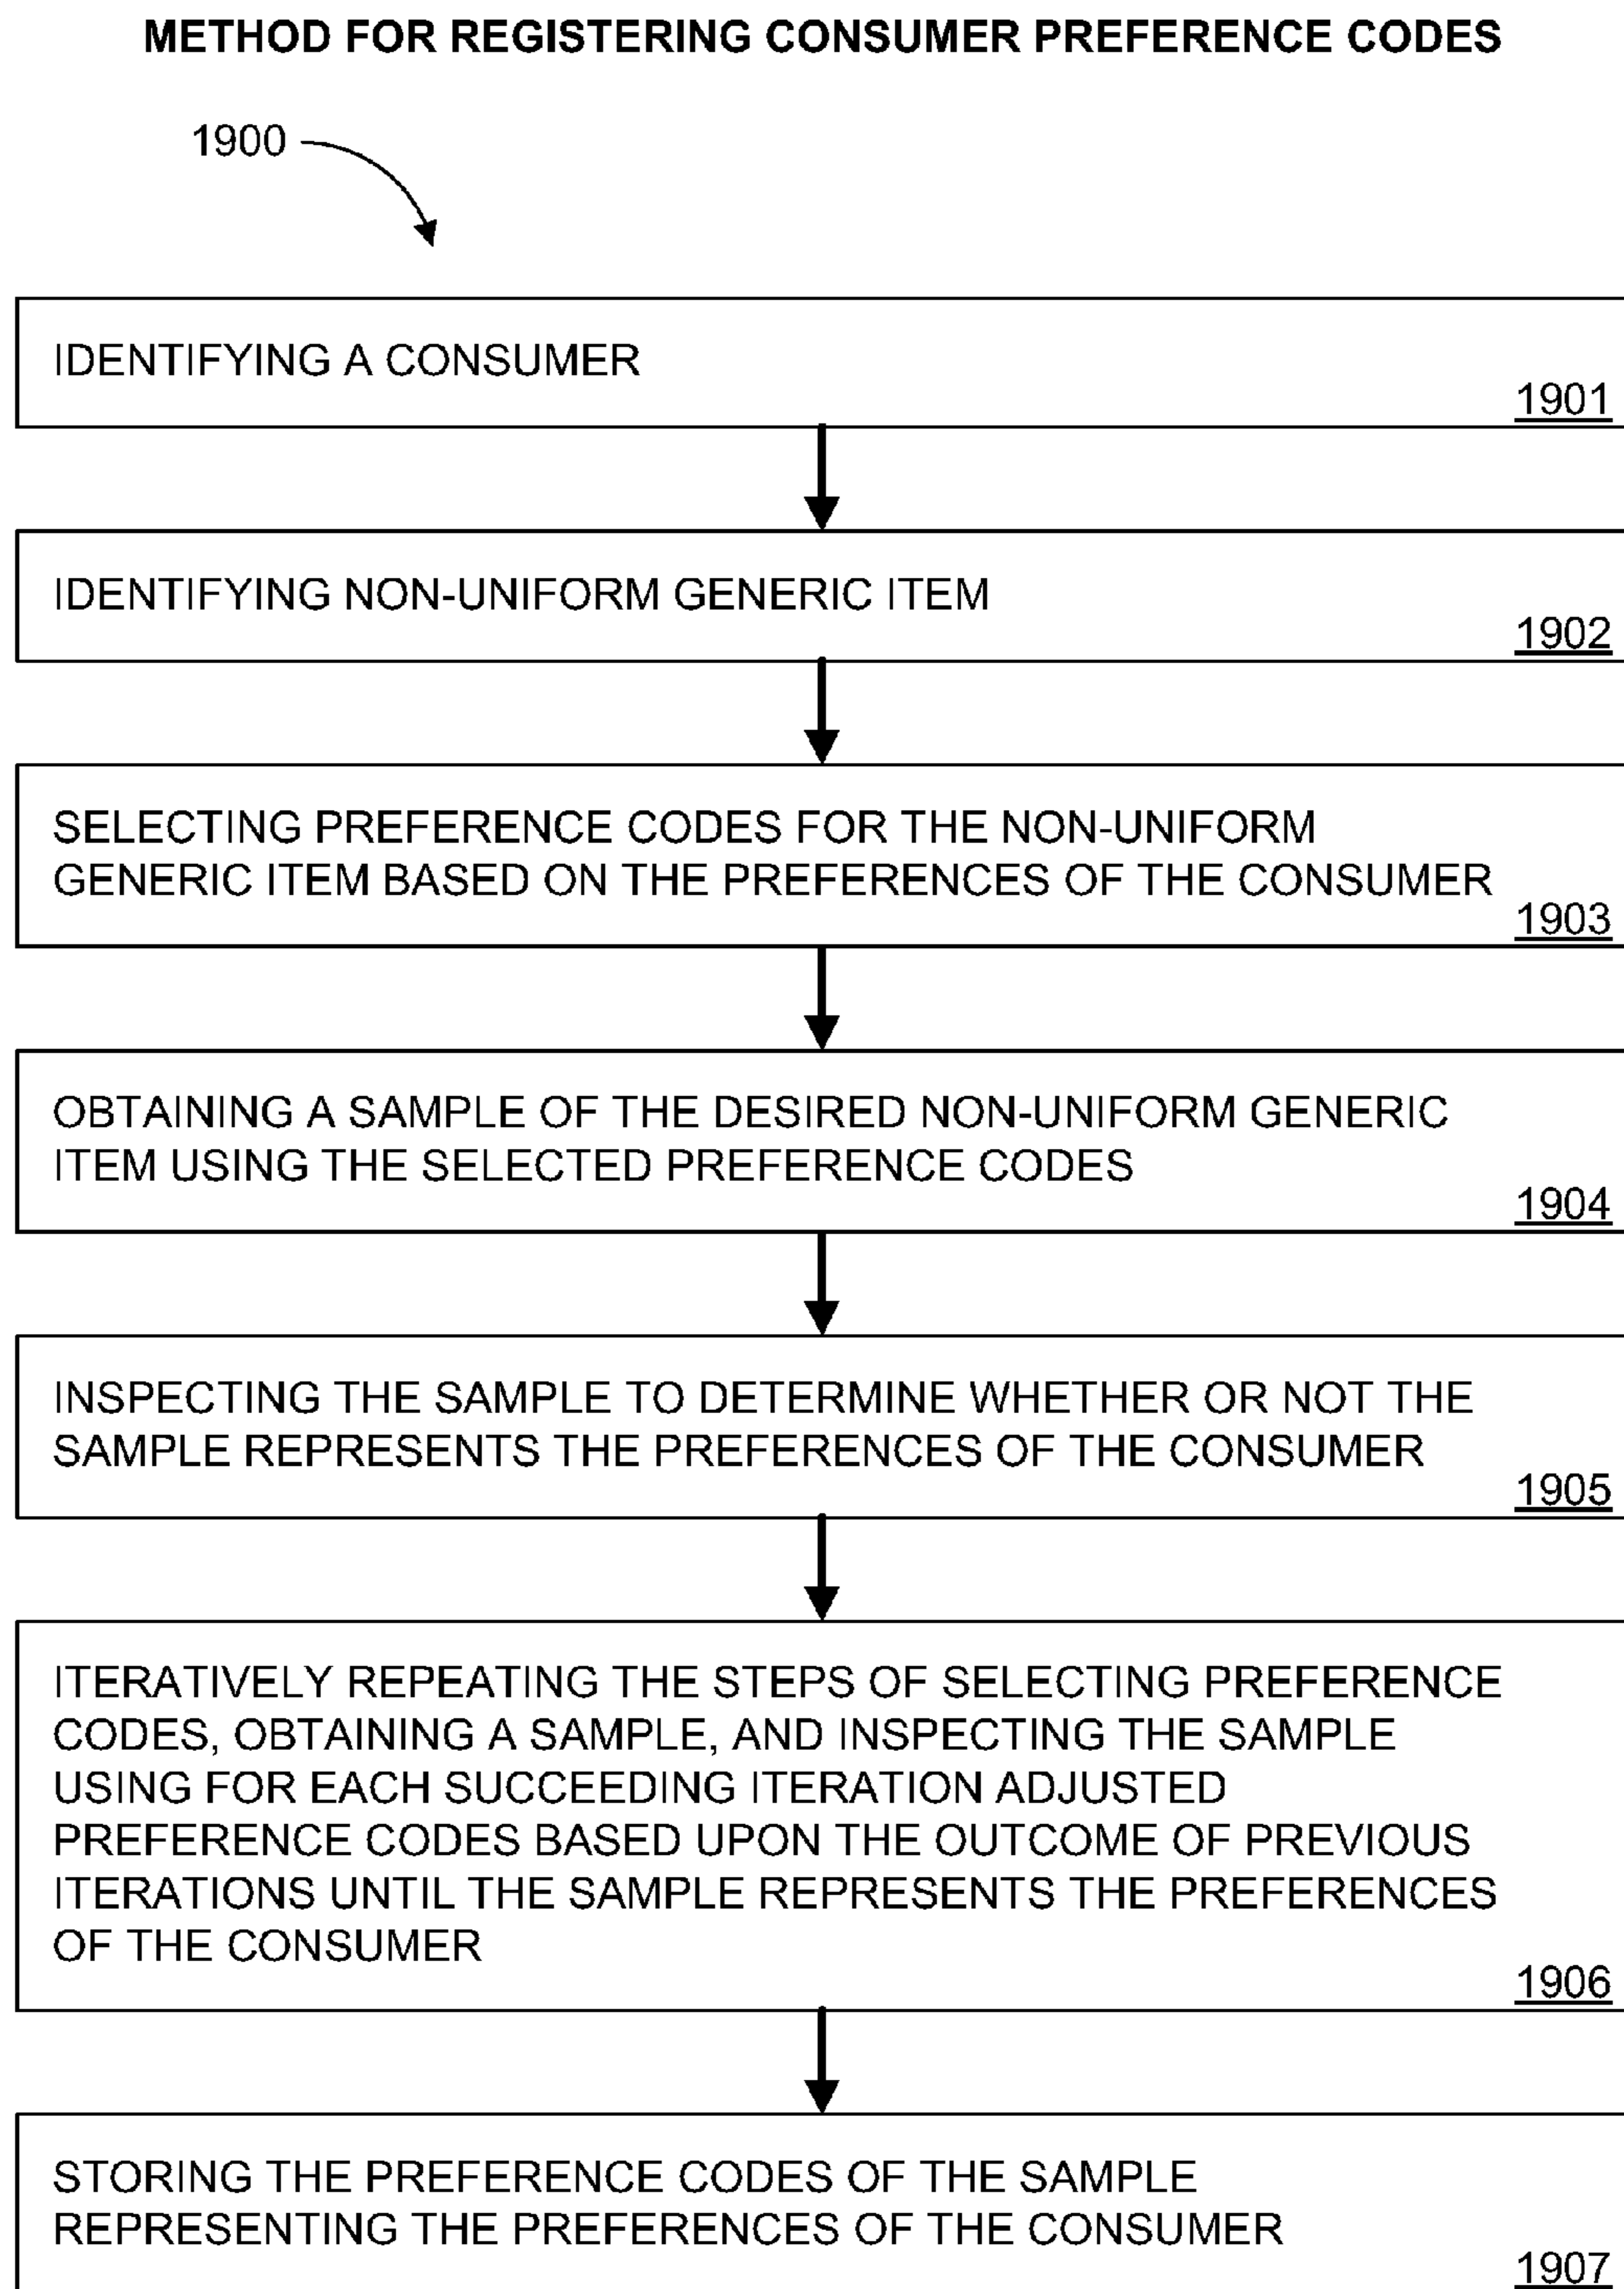 METHOD FOR REGISTERING CONSUMER PREFERENCE CODES
1900
IDENTIFYING A CONSUMER
1901
IDENTIFYING NON-UNIFORM GENERIC ITEM
1902
SELECTING PREFERENCE CODES FOR THE NON-UNIFORM
GENERIC ITEM BASED ON THE PREFERENCES OF THE CONSUMER
1903
OBTAINING A SAMPLE OF THE DESIRED NON-UNIFORM GENERIC
ITEM USING THE SELECTED PREFERENCE CODES
1904
INSPECTING THE SAMPLE TO DETERMINE WHETHER OR NOT THE
SAMPLE REPRESENTS THE PREFERENCES OF THE CONSUMER
1905
ITERATIVELY REPEATING THE STEPS OF SELECTING PREFERENCE
CODES, OBTAINING A SAMPLE, AND INSPECTING THE SAMPLE
USING FOR EACH SUCCEEDING ITERATION ADJUSTED
PREFERENCE CODES BASED UPON THE OUTCOME OF PREVIOUS
ITERATIONS UNTIL THE SAMPLE REPRESENTS THE PREFERENCES
OF THE CONSUMER
1906
STORING THE PREFERENCE CODES OF THE SAMPLE
REPRESENTING THE PREFERENCES OF THE CONSUMER
1907